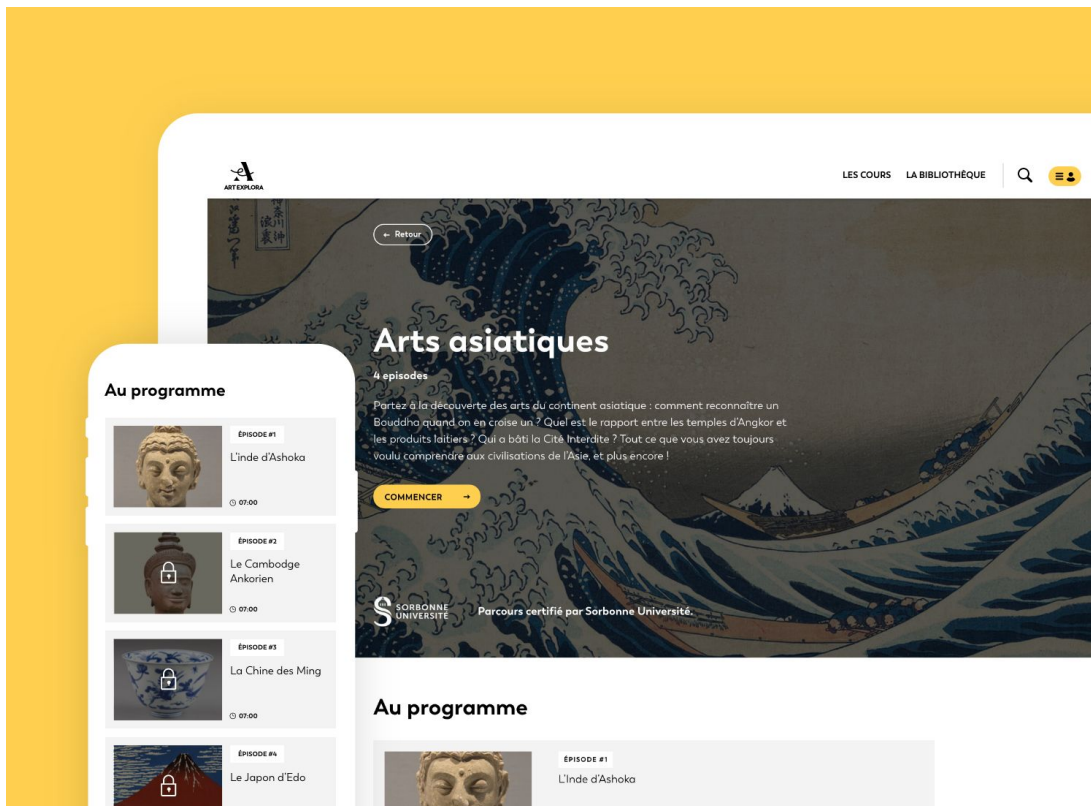 ART EXPLORA
LES COURS
LA BIBLIOTHÈQUE
← Retour
Arts asiatiques
4 episodes
Partez à la découverte des arts du continent asiatique : comment reconnaître un
Bouddha quand on en croise un ? Quel est le rapport entre les temples d'Angkor et
les produits laitiers ? Qui a bâti la Cité Interdite ? Tout ce que vous avez toujours
voulu comprendre aux civilisations de l'Asie, et plus encore !
COMMENCER →
SORBONNE
UNIVERSITÉ
Parcours certifié par Sorbonne Université.
Au programme
ÉPISODE #1
L'Inde d'Ashoka
Au programme
ÉPISODE #1
L'inde d'Ashoka
07:00
ÉPISODE #2
Le Cambodge
Ankorien
07:00
ÉPISODE #3
La Chine des Ming
07:00
ÉPISODE #4
Le Japon d'Edo